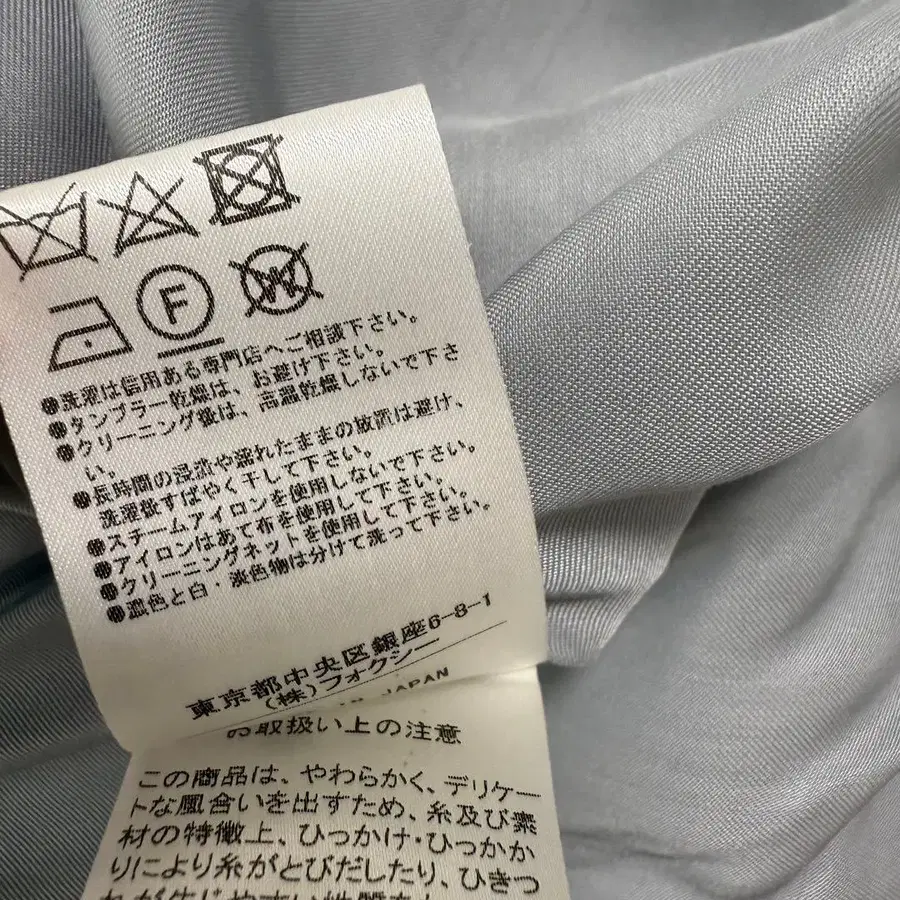 F
W
●洗濯は信用ある専門店へご相談下さい。
●タンブラー乾燥は、お避け下さい。
●クリーニング後は、高温乾燥しないで下さ
い。
●長時間の浸漬や濡れたままの放置は避け、
洗濯後すばやく干して下さい。
●スチームアイロンを使用しないで下さい。
●アイロンはあて布を使用して下さい。
●クリーニングネットを使用して下さい。
●濃色と白・淡色物は分けて洗って下さい。
東京都中央区銀座6-8-1
(株)フォクシー
JAPAN
お取扱い上の注意
この商品は、やわらかく、デリケー
トな風合いを出すため、糸及び素
材の特徴上、ひっかけ・ひっかか
りにより糸がとびだしたり、ひきつ